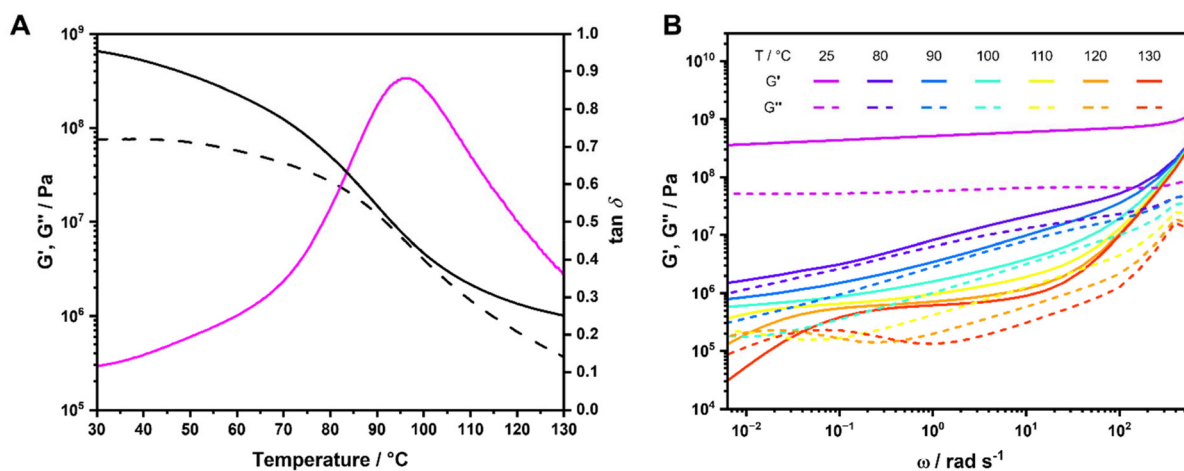 A
G', G'' / Pa
10⁹
10⁸
10⁷
10⁶
10⁵
1.0
0.9
0.8
0.7
0.6
0.5
0.4
0.3
0.2
0.1
0.0
tan δ
30 40 50 60 70 80 90 100 110 120 130
Temperature / °C
B
T / °C 25 80 90 100 110 120 130
G'
G''
G', G'' / Pa
10¹⁰
10⁹
10⁸
10⁷
10⁶
10⁵
10⁴
10⁻² 10⁻¹ 10⁰ 10¹ 10²
ω / rad s⁻¹